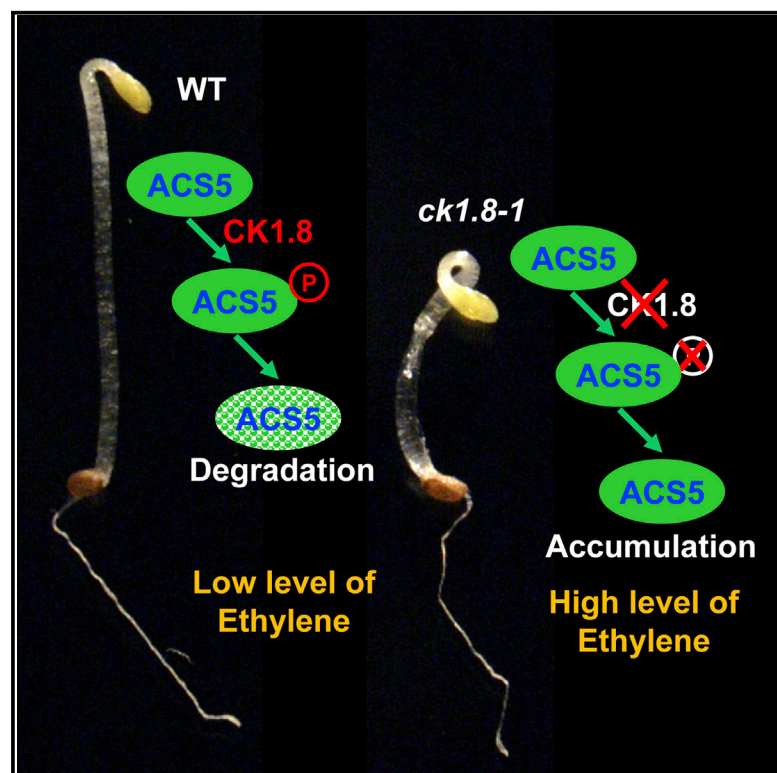 WT
ACS5
CK1.8
ACS5
P
ACS5
Degradation
Low level of
Ethylene
ck1.8-1
ACS5
CK1.8
ACS5
ACS5
Accumulation
High level of
Ethylene